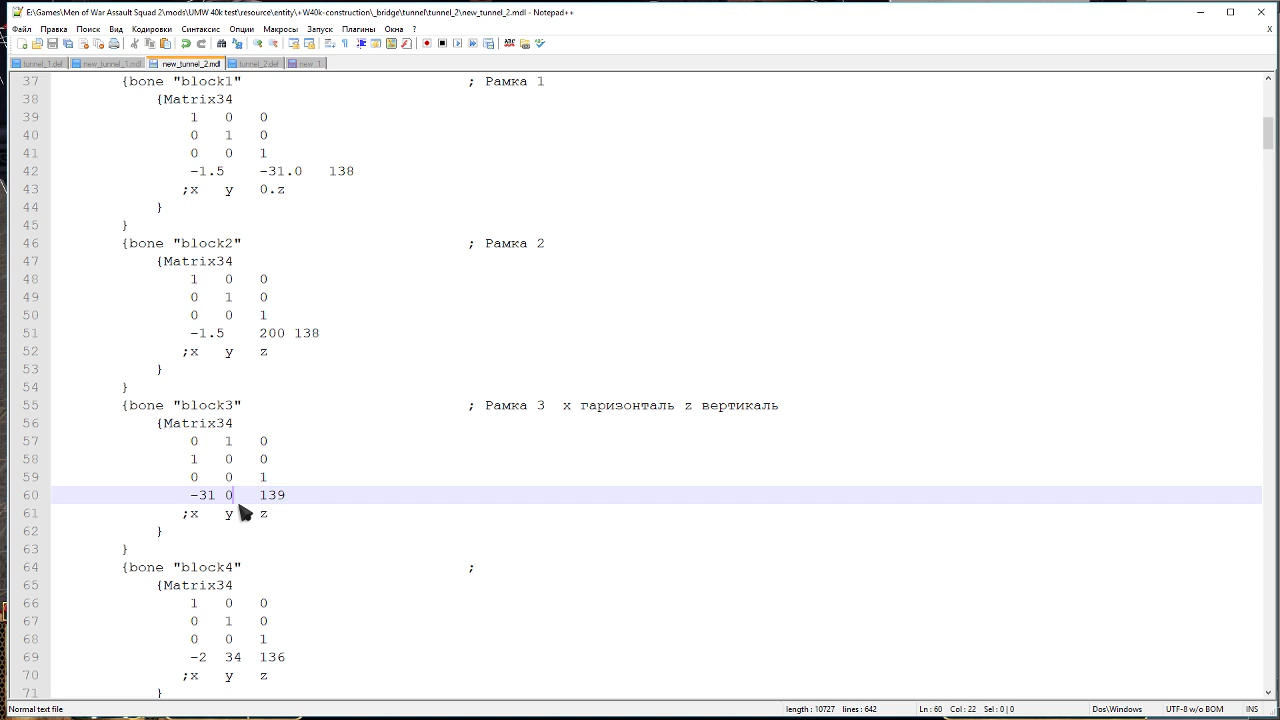 E:\Games\Men of War Assault Squad 2\mods\UMW 40k test\resource\entity\+W40k-construction\_bridge\tunnel\tunnel_2\new_tunnel_2.mdl - Notepad++
Файл Правка Поиск Вид Кодировки Синтаксис Опции Макросы Запуск Плагины Окна ? X
tunnel_1.def new_tunnel_1.mdl new_tunnel_2.mdl tunnel_2.def new 1
37 {bone "block1" ; Рамка 1
38 {Matrix34
39 1 0 0
40 0 1 0
41 0 0 1
42 -1.5 -31.0 138
43 ;x y 0.z
44 }
45 }
46 {bone "block2" ; Рамка 2
47 {Matrix34
48 1 0 0
49 0 1 0
50 0 0 1
51 -1.5 200 138
52 ;x y z
53 }
54 }
55 {bone "block3" ; Рамка 3 x гаризонталь z вертикаль
56 {Matrix34
57 0 1 0
58 1 0 0
59 0 0 1
60 -31 0 139
61 ;x y z
62 }
63 }
64 {bone "block4" ;
65 {Matrix34
66 1 0 0
67 0 1 0
68 0 0 1
69 -2 34 136
70 ;x y z
71 }
Normal text file length : 10727 lines : 642 Ln : 60 Col : 22 Sel : 0 | 0 Dos\Windows UTF-8 w/o BOM INS